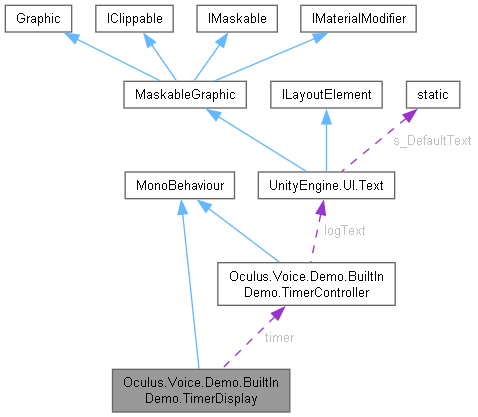 Graphic
IClippable
IMaskable
IMaterialModifier
MaskableGraphic
ILayoutElement
static
s_DefaultText
MonoBehaviour
UnityEngine.UI.Text
logText
Oculus.Voice.Demo.BuiltIn
Demo.TimerController
timer
Oculus.Voice.Demo.BuiltIn
Demo.TimerDisplay